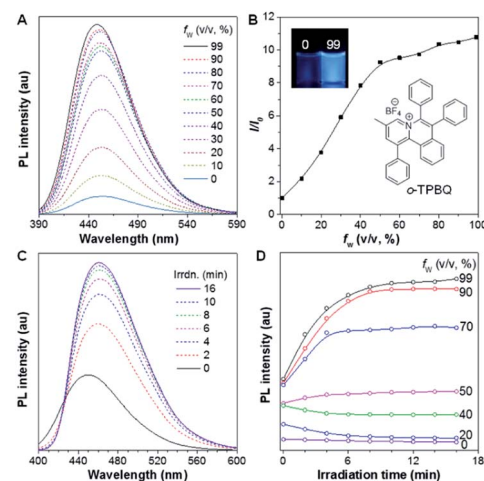 A
PL intensity (au)
f_w (v/v, %)
99
90
80
70
60
50
40
30
20
10
0
390 440 490 540 590
Wavelength (nm)
B
I/I_0
12
10
8
6
4
2
0
0 99
BF4
⊖
N
⊕
o-TPBQ
0 20 40 60 80 100
f_w (v/v, %)
C
PL intensity (au)
Irrdn. (min)
16
10
8
6
4
2
0
400 440 480 520 560 600
Wavelength (nm)
D
PL intensity (au)
f_w (v/v, %)
99
90
70
50
40
20
0
0 6 12 18
Irradiation time (min)